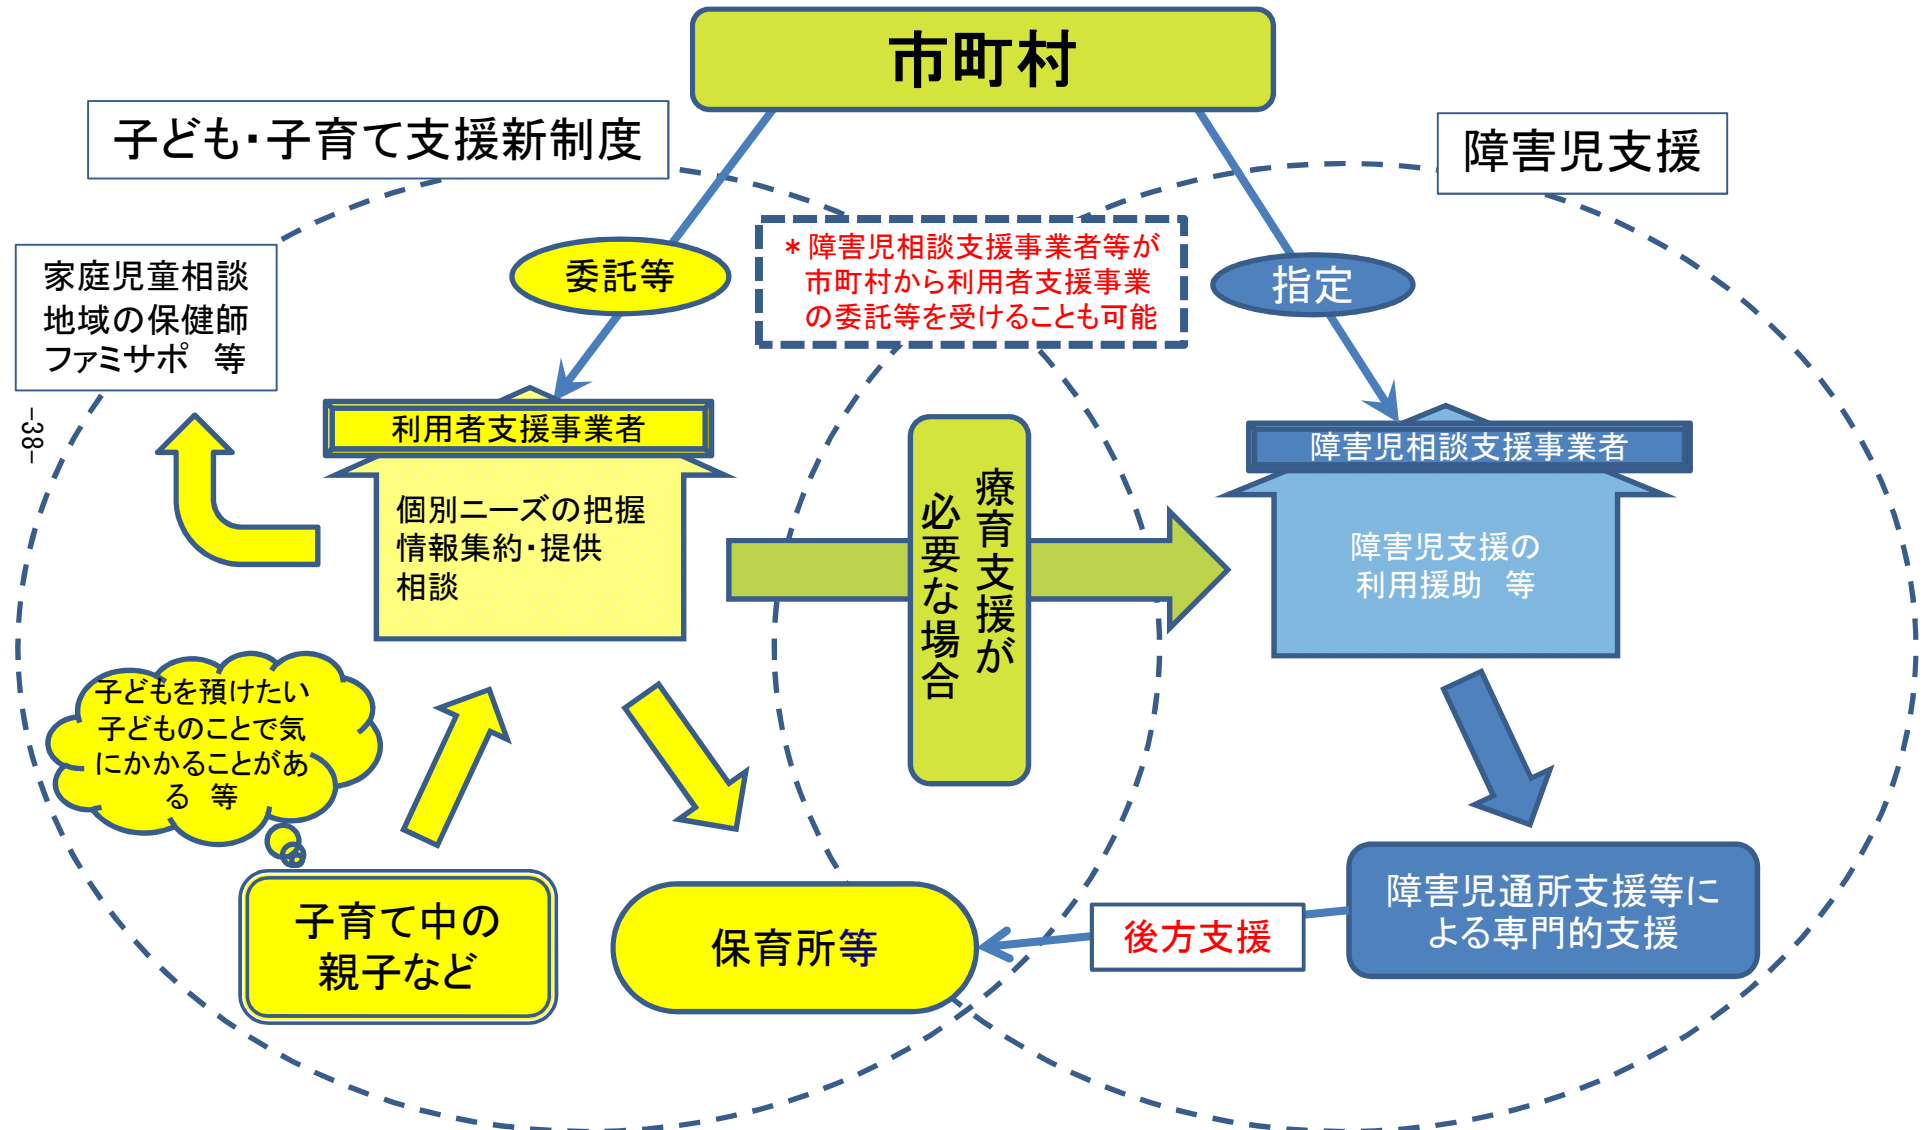 市町村
子ども・子育て支援新制度
障害児支援
家庭児童相談
地域の保健師
ファミサポ　等
委託等
＊障害児相談支援事業者等が
市町村から利用者支援事業
の委託等を受けることも可能
指定
-38-
利用者支援事業者
個別ニーズの把握
情報集約・提供
相談
療育支援が
必要な場合
障害児相談支援事業者
障害児支援の
利用援助　等
子どもを預けたい
子どものことで気
にかかることがあ
る　等
子育て中の
親子など
保育所等
後方支援
障害児通所支援等に
よる専門的支援